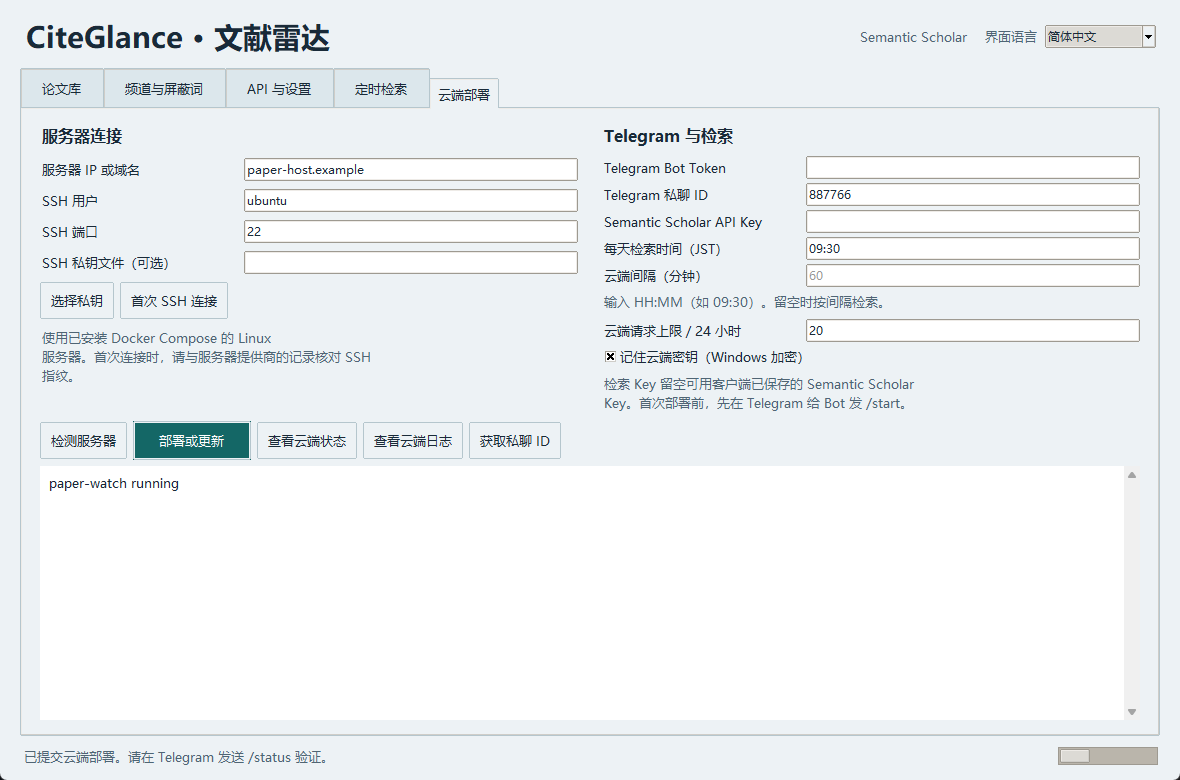 CiteGlance · 文献雷达
Semantic Scholar
界面语言
简体中文
论文库
频道与屏蔽词
API 与设置
定时检索
云端部署
服务器连接
服务器 IP 或域名
paper-host.example
SSH 用户
ubuntu
SSH 端口
22
SSH 私钥文件（可选）
选择私钥
首次 SSH 连接
使用已安装 Docker Compose 的 Linux
服务器。首次连接时，请与服务器提供商的记录核对 SSH
指纹。
Telegram 与检索
Telegram Bot Token
Telegram 私聊 ID
887766
Semantic Scholar API Key
每天检索时间（JST）
09:30
云端间隔（分钟）
60
输入 HH:MM（如 09:30）。留空时按间隔检索。
云端请求上限 / 24 小时
20
记住云端密钥（Windows 加密）
检索 Key 留空可用客户端已保存的 Semantic Scholar
Key。首次部署前，先在 Telegram 给 Bot 发 /start。
检测服务器
部署或更新
查看云端状态
查看云端日志
获取私聊 ID
paper-watch running
已提交云端部署。请在 Telegram 发送 /status 验证。